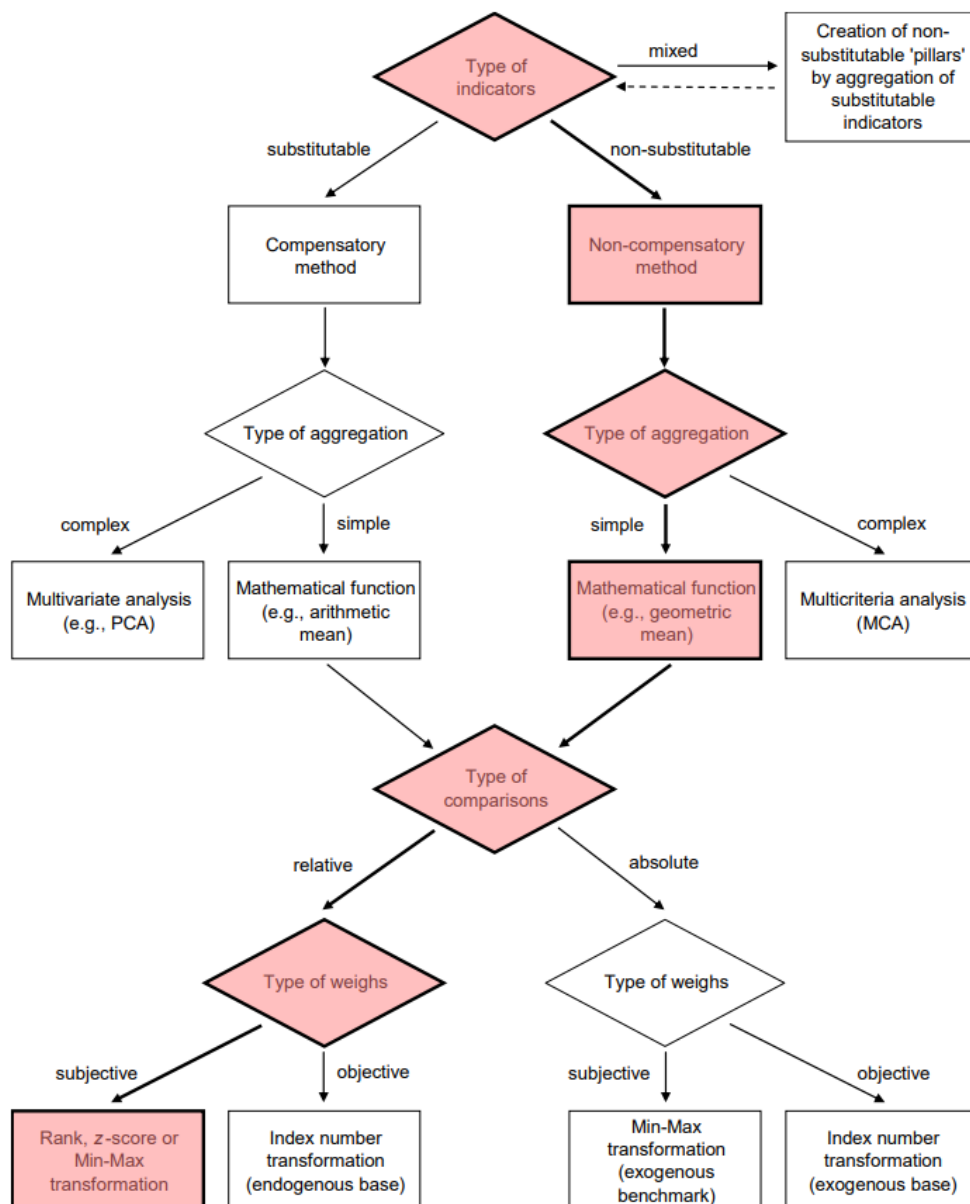 Type of
indicators
mixed
Creation of non-
substitutable 'pillars'
by aggregation of
substitutable
indicators
substitutable
non-substitutable
Compensatory
method
Non-compensatory
method
Type of aggregation
Type of aggregation
complex
simple
simple
complex
Multivariate analysis
(e.g., PCA)
Mathematical function
(e.g., arithmetic
mean)
Mathematical function
(e.g., geometric
mean)
Multicriteria analysis
(MCA)
Type of
comparisons
relative
absolute
Type of weighs
Type of weighs
subjective
objective
subjective
objective
Rank, z-score or
Min-Max
transformation
Index number
transformation
(endogenous base)
Min-Max
transformation
(exogenous
benchmark)
Index number
transformation
(exogenous base)